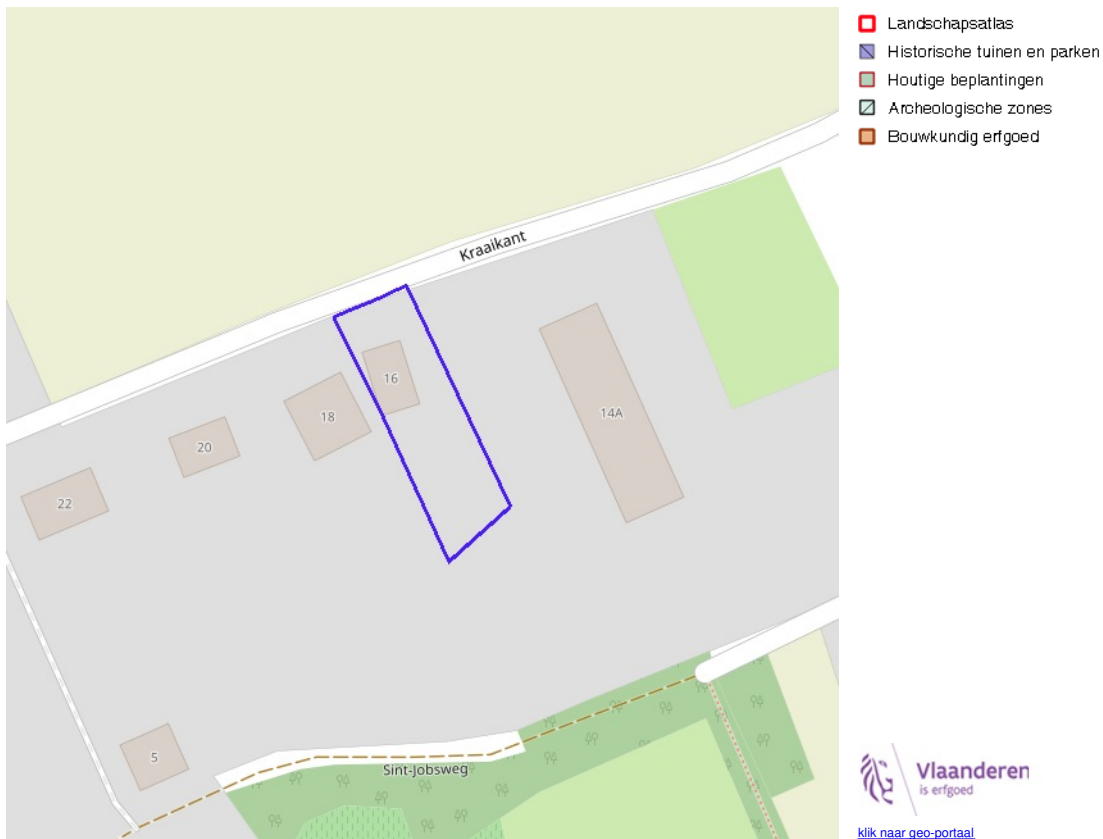 Landschapsatlas
Historische tuinen en parken
Houtige beplantingen
Archeologische zones
Bouwkundig erfgoed
Kraaikant
16
18
14A
20
22
5
Sint-Jobsweg
Vlaanderen
is erfgoed
klik naar geo-portaal